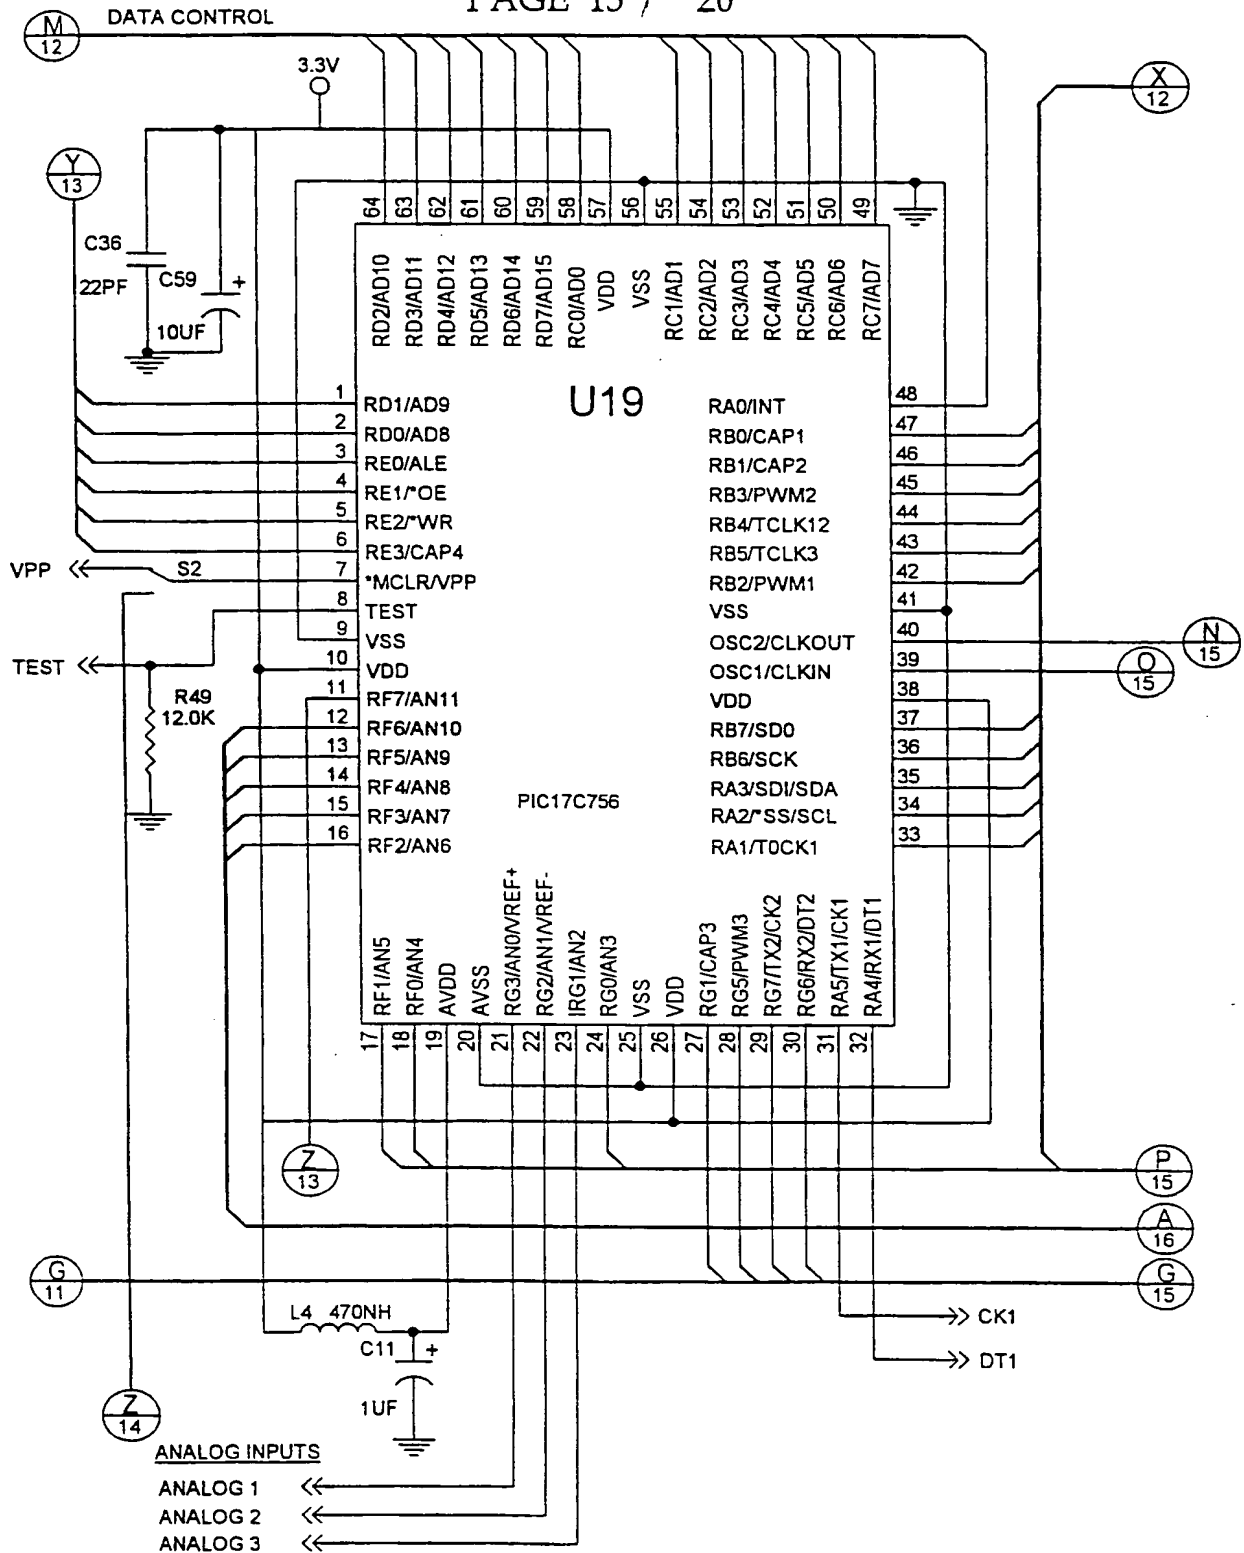 PAGE 15 / 20
DATA CONTROL
M
12
3.3V
X
12
Y
13
C36
22PF
C59
+
10UF
64
63
62
61
60
59
58
57
56
55
54
53
52
51
50
49
RD2/AD10
RD3/AD11
RD4/AD12
RD5/AD13
RD6/AD14
RD7/AD15
RC0/AD0
VDD
VSS
RC1/AD1
RC2/AD2
RC3/AD3
RC4/AD4
RC5/AD5
RC6/AD6
RC7/AD7
U19
1 RD1/AD9
2 RD0/AD8
3 RE0/ALE
4 RE1/*OE
5 RE2/*WR
6 RE3/CAP4
7 *MCLR/VPP
8 TEST
9 VSS
10 VDD
11 RF7/AN11
12 RF6/AN10
13 RF5/AN9
14 RF4/AN8
15 RF3/AN7
16 RF2/AN6
VPP
S2
TEST
R49
12.0K
RA0/INT 48
RB0/CAP1 47
RB1/CAP2 46
RB3/PWM2 45
RB4/TCLK12 44
RB5/TCLK3 43
RB2/PWM1 42
VSS 41
OSC2/CLKOUT 40
OSC1/CLKIN 39
VDD 38
RB7/SD0 37
RB6/SCK 36
RA3/SDI/SDA 35
RA2/*SS/SCL 34
RA1/T0CK1 33
N
15
O
15
PIC17C756
RF1/AN5
RF0/AN4
AVDD
AVSS
RG3/AN0/VREF+
RG2/AN1/VREF-
IRG1/AN2
RG0/AN3
VSS
VDD
RG1/CAP3
RG5/PWM3
RG7/TX2/CK2
RG6/RX2/DT2
RA5/TX1/CK1
RA4/RX1/DT1
17
18
19
20
21
22
23
24
25
26
27
28
29
30
31
32
Z
13
P
15
A
16
G
11
G
15
L4 470NH
C11
+
1UF
CK1
DT1
Z
14
ANALOG INPUTS
ANALOG 1
ANALOG 2
ANALOG 3